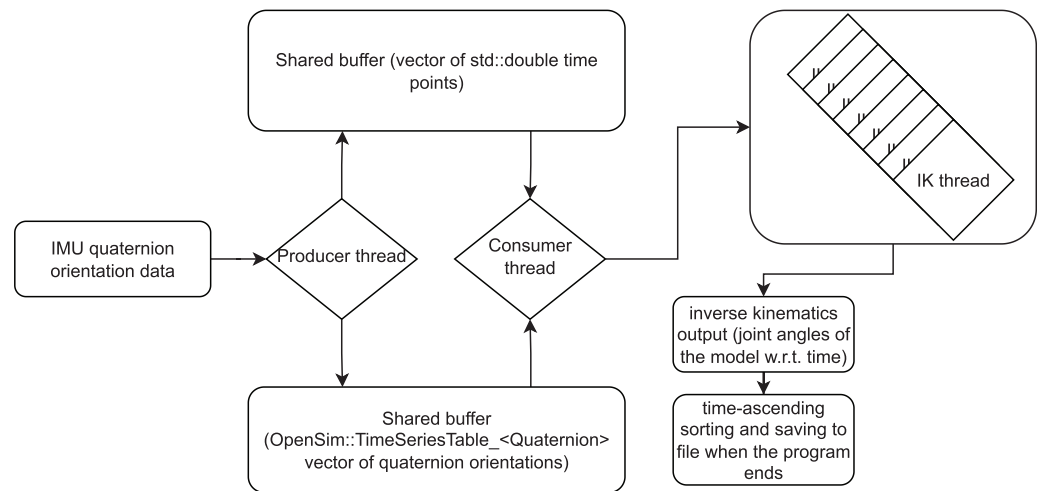 Shared buffer (vector of std::double time
points)
IMU quaternion
orientation data
Producer thread
Consumer
thread
IK thread
Shared buffer
(OpenSim::TimeSeriesTable_<Quaternion>
vector of quaternion orientations)
inverse kinematics
output (joint angles of
the model w.r.t. time)
time-ascending
sorting and saving to
file when the program
ends